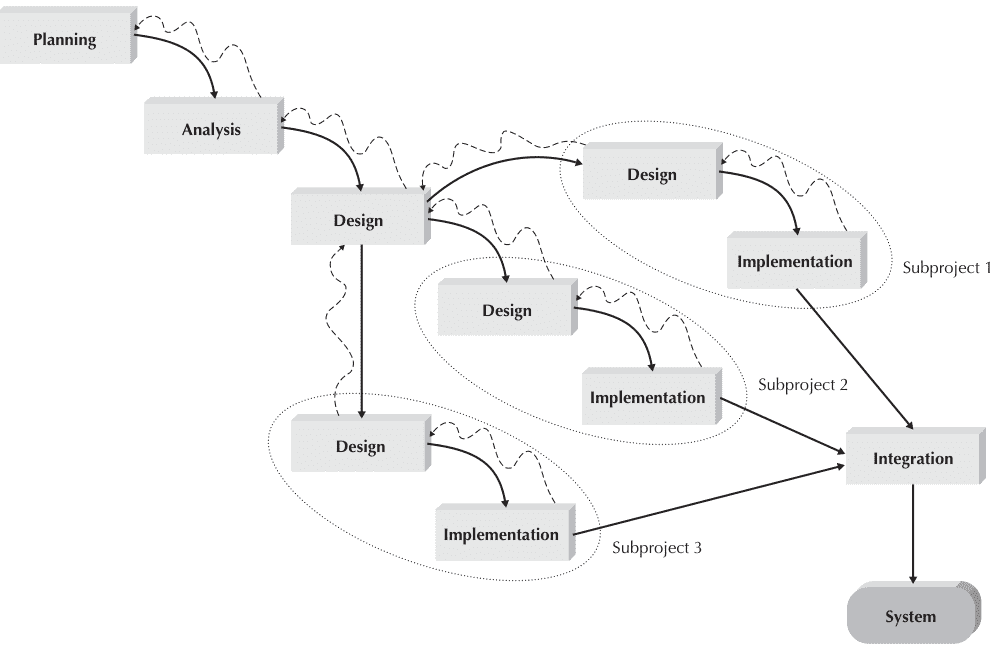 Planning
Analysis
Design
Design
Implementation
Subproject 1
Design
Implementation
Subproject 2
Design
Implementation
Subproject 3
Integration
System